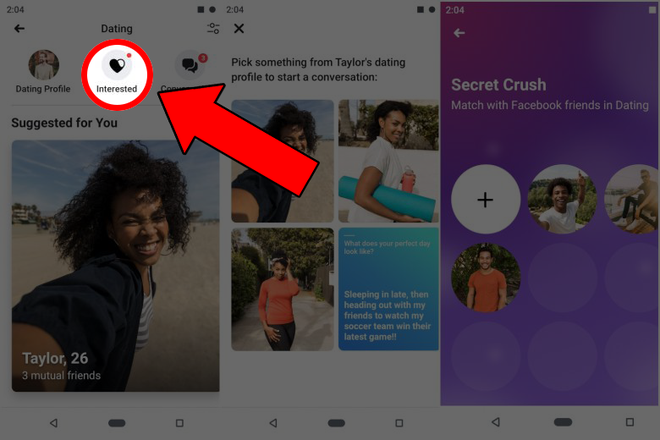 2:04
Dating
Dating Profile
Interested
Suggested for You
Taylor, 26
3 mutual friends
2:04
Pick something from Taylor's dating
profile to start a conversation:
What does your perfect day
look like?
Sleeping in late, then
heading out with my
friends to watch my
soccer team win their
latest game!!
2:04
Secret Crush
Match with Facebook friends in Dating